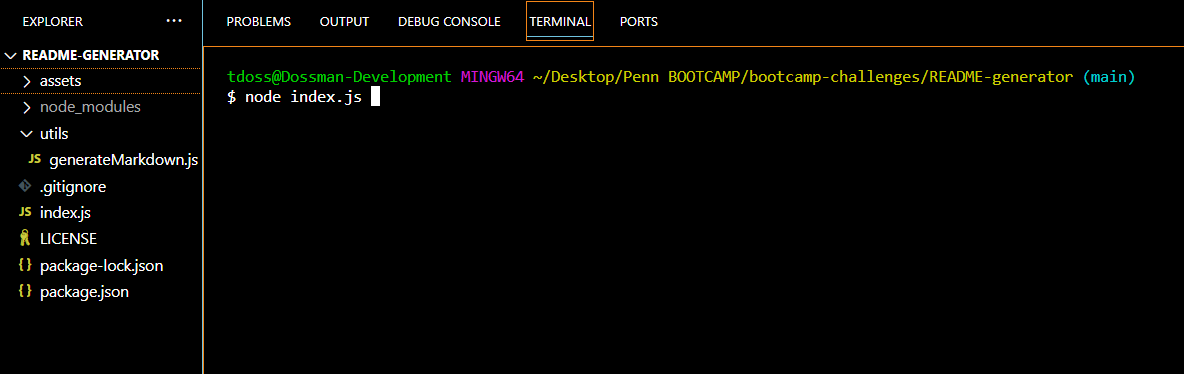 EXPLORER ...
README-GENERATOR
assets
node_modules
utils
JS generateMarkdown.js
.gitignore
JS index.js
LICENSE
{} package-lock.json
{} package.json
PROBLEMS OUTPUT DEBUG CONSOLE TERMINAL PORTS
tdoss@Dossman-Development MINGW64 ~/Desktop/Penn BOOTCAMP/bootcamp-challenges/README-generator (main)
$ node index.js